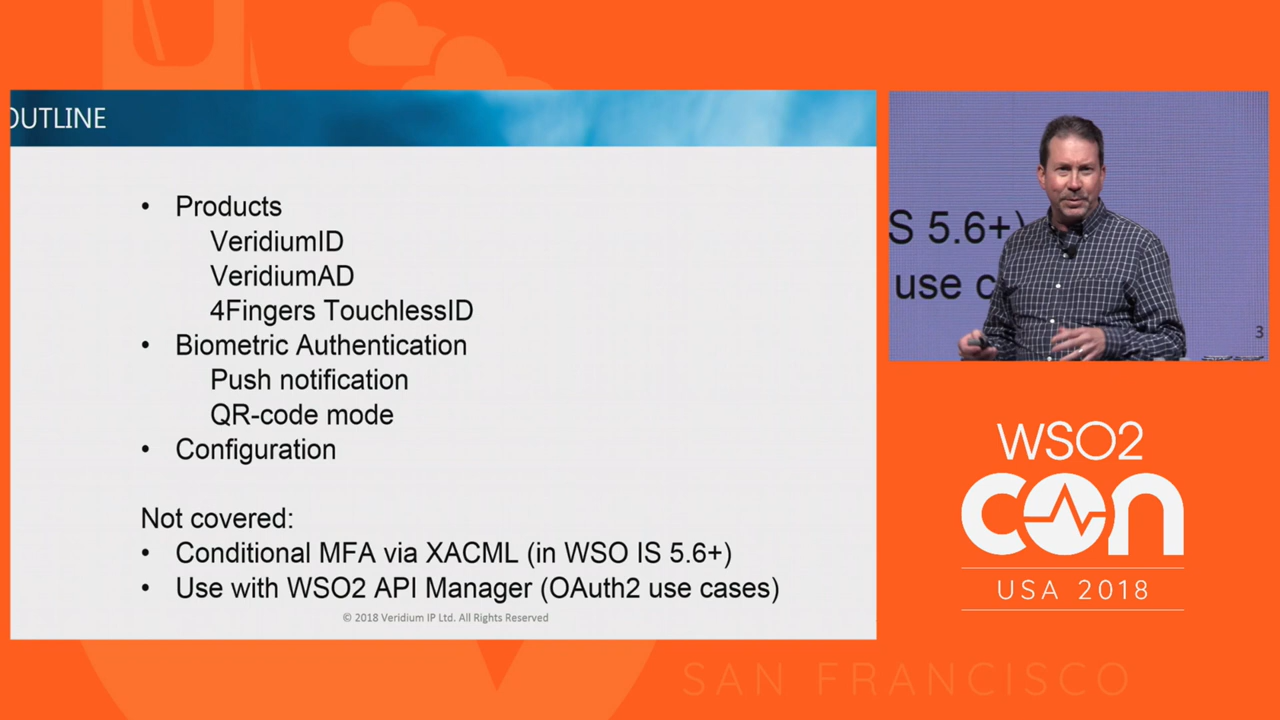 OUTLINE
• Products
VeridiumID
VeridiumAD
4Fingers TouchlessID
• Biometric Authentication
Push notification
QR-code mode
• Configuration
Not covered:
• Conditional MFA via XACML (in WSO IS 5.6+)
• Use with WSO2 API Manager (OAuth2 use cases)
© 2018 Veridium IP Ltd. All Rights Reserved
S 5.6+)
use c
3
WSO2
con
USA 2018
SAN FRANCISCO